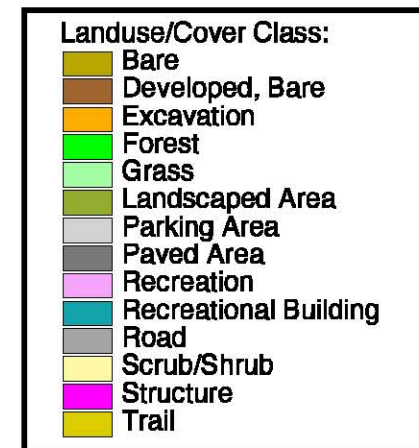 Landuse/Cover Class:
Bare
Developed, Bare
Excavation
Forest
Grass
Landscaped Area
Parking Area
Paved Area
Recreation
Recreational Building
Road
Scrub/Shrub
Structure
Trail